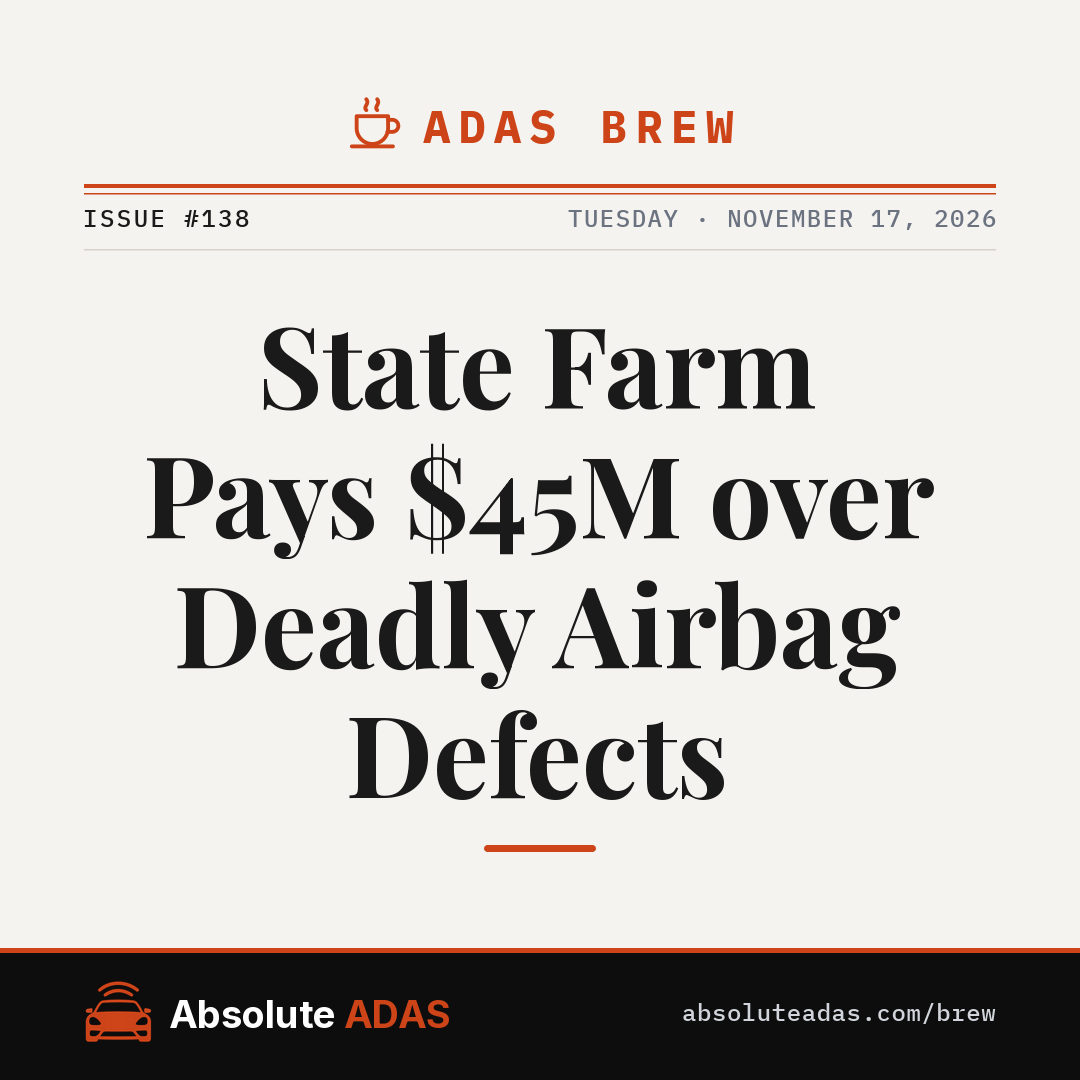 ADAS BREW
ISSUE #138
TUESDAY · NOVEMBER 17, 2026
State Farm
Pays $45M over
Deadly Airbag
Defects
Absolute ADAS
absoluteadas.com/brew